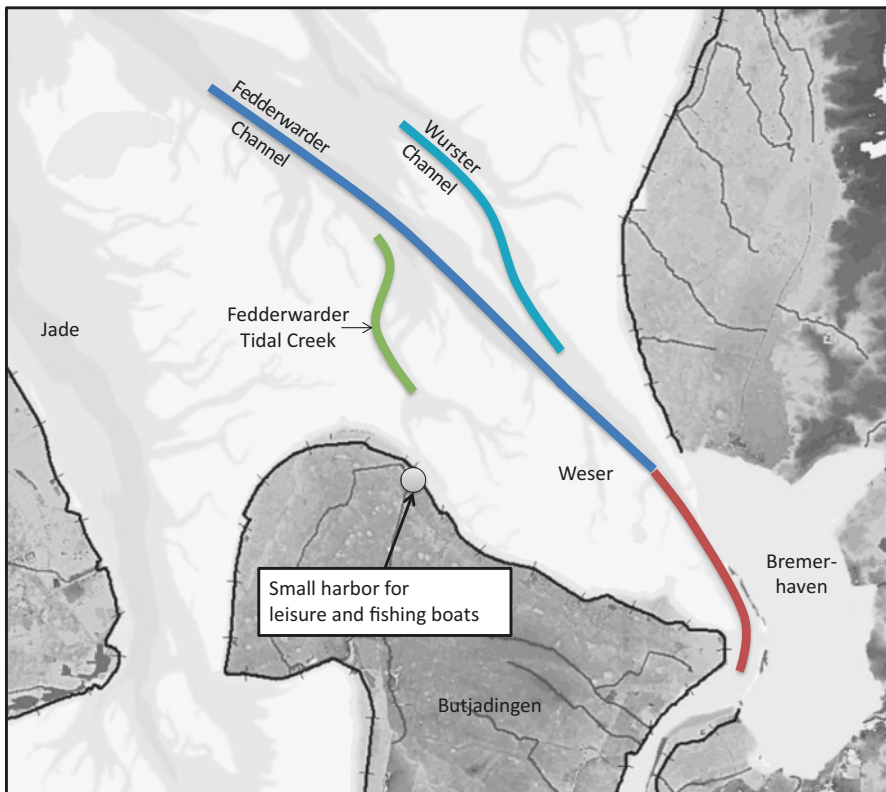 Fedderwarder
Channel
Wurster
Channel
Fedderwarder
Tidal Creek
Jade
Weser
Bremer-
haven
Small harbor for
leisure and fishing boats
Butjadingen